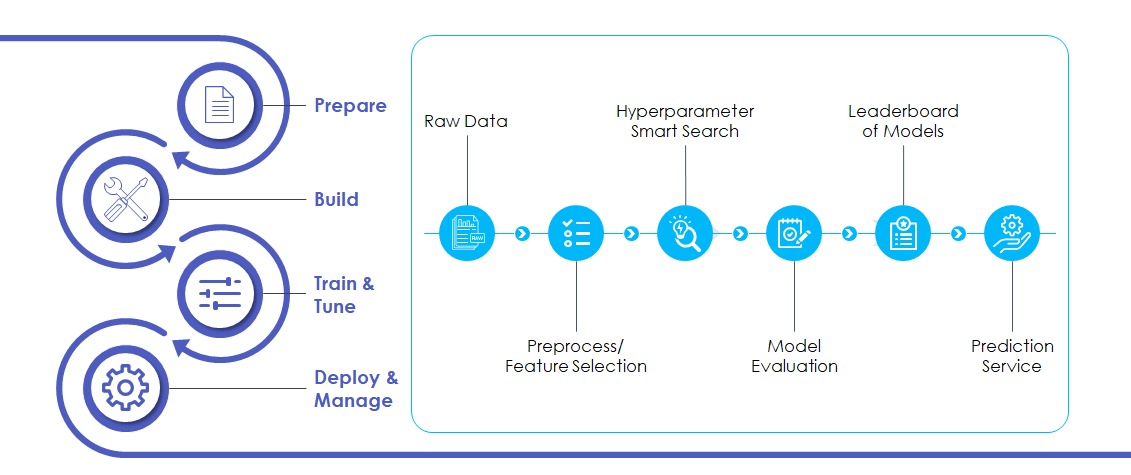 Prepare
Build
Train &
Tune
Deploy &
Manage
Raw Data
Preprocess/
Feature Selection
Hyperparameter
Smart Search
Model
Evaluation
Leaderboard
of Models
Prediction
Service
RAW